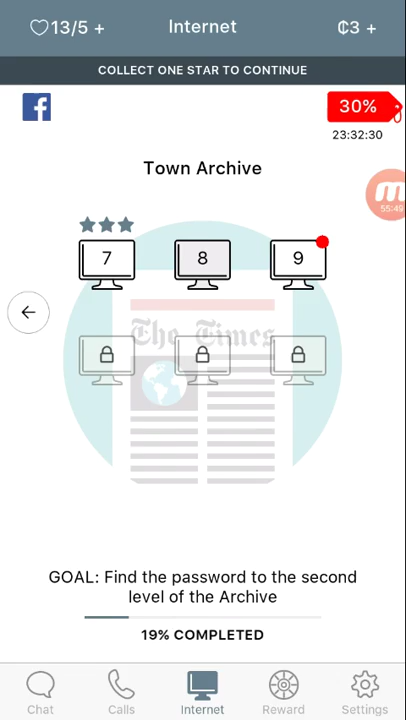 13/5 +
Internet
₵3 +
COLLECT ONE STAR TO CONTINUE
f
30%
23:32:30
Town Archive
55:49
7
8
9
The Times
GOAL: Find the password to the second
level of the Archive
19% COMPLETED
Chat
Calls
Internet
Reward
Settings